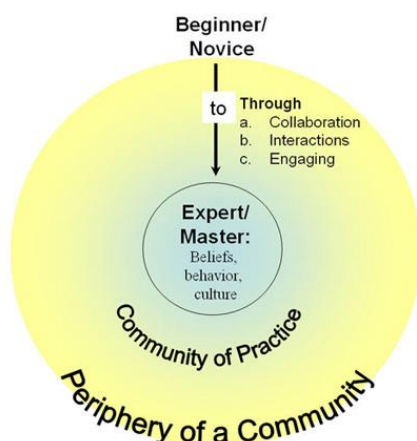 Beginner/
Novice
to
Through
a. Collaboration
b. Interactions
c. Engaging
Expert/
Master:
Beliefs,
behavior,
culture
Community of Practice
Periphery of a Community